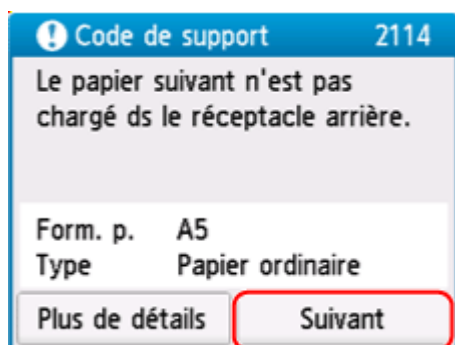 Code de support 2114
Le papier suivant n'est pas
chargé ds le réceptacle arrière.
Form. p. A5
Type Papier ordinaire
Plus de détails Suivant